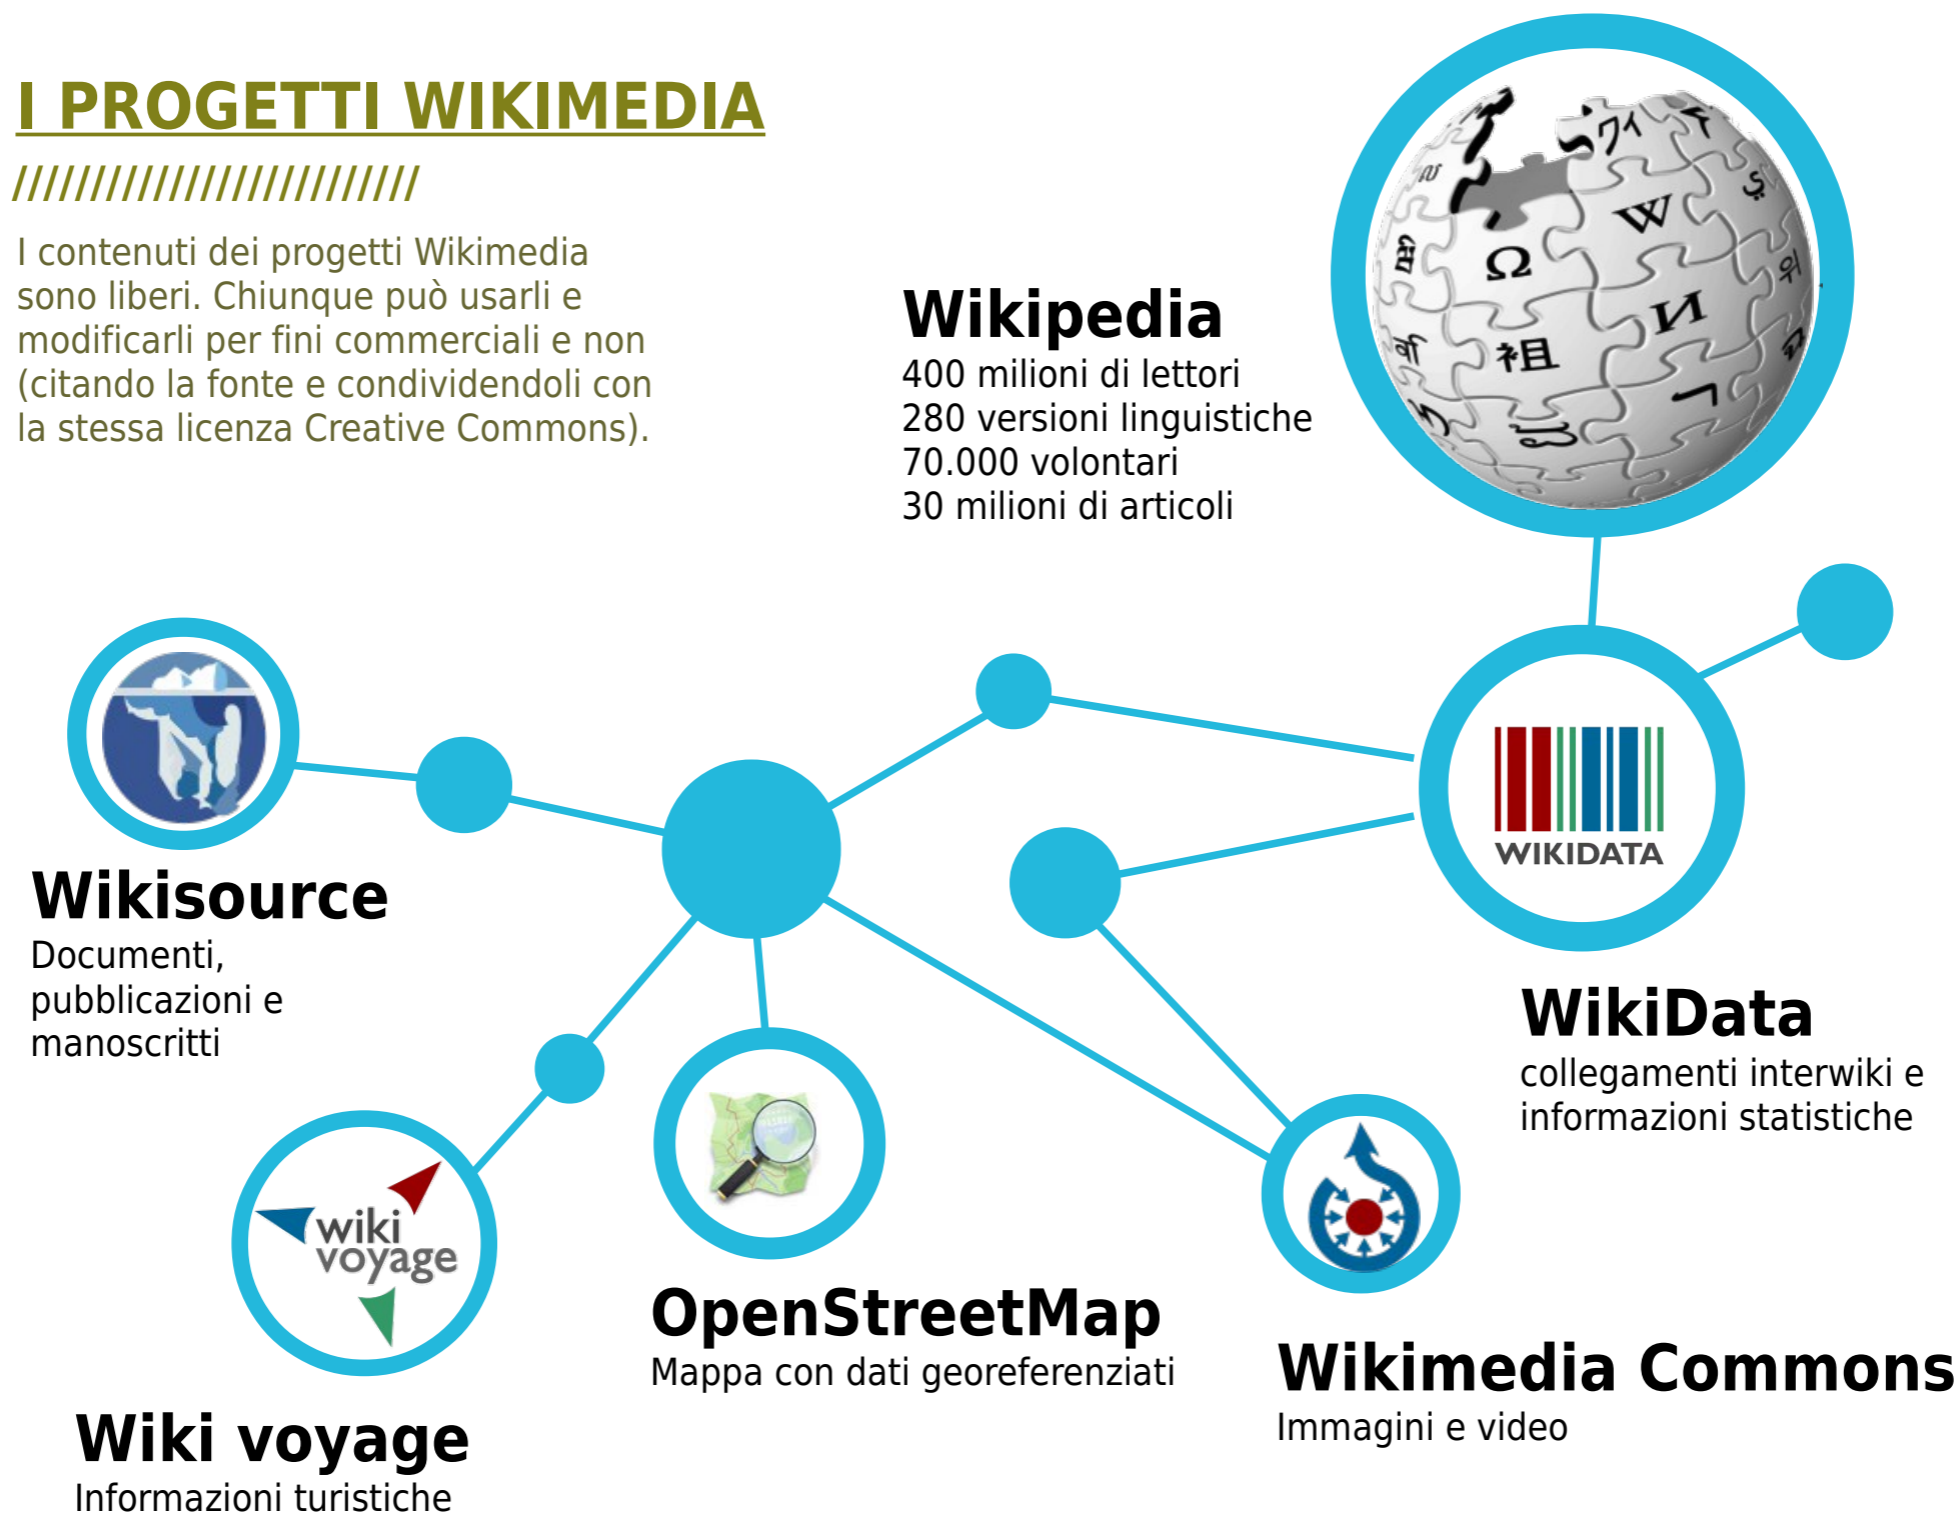 I PROGETTI WIKIMEDIA
//////////////////////////
I contenuti dei progetti Wikimedia
sono liberi. Chiunque può usarli e
modificarli per fini commerciali e non
(citando la fonte e condividendoli con
la stessa licenza Creative Commons).
Wikipedia
400 milioni di lettori
280 versioni linguistiche
70.000 volontari
30 milioni di articoli
Ω
W
И
祖
ワィ
WIKIDATA
Wikisource
Documenti,
pubblicazioni e
manoscritti
WikiData
collegamenti interwiki e
informazioni statistiche
wiki
voyage
OpenStreetMap
Mappa con dati georeferenziati
Wikimedia Commons
Immagini e video
Wiki voyage
Informazioni turistiche